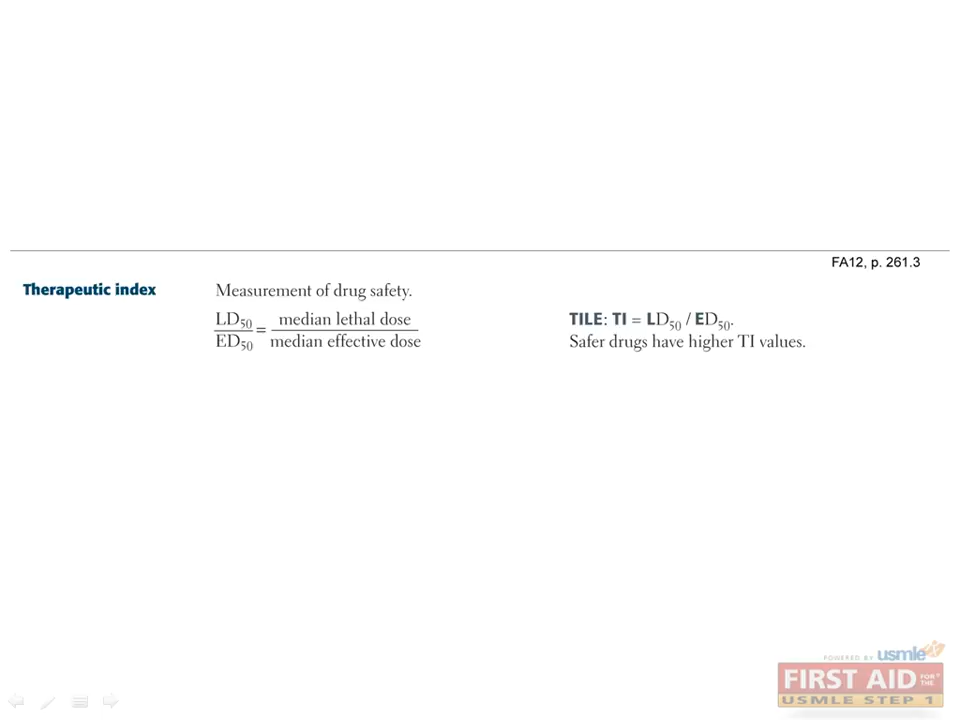 FA12, p. 261.3
Therapeutic index
Measurement of drug safety.
LD50 = median lethal dose
ED50 median effective dose
TILE: TI = LD50 / ED50.
Safer drugs have higher TI values.
POWERED BY usmlerx
FIRST AID FOR THE®
USMLE STEP 1